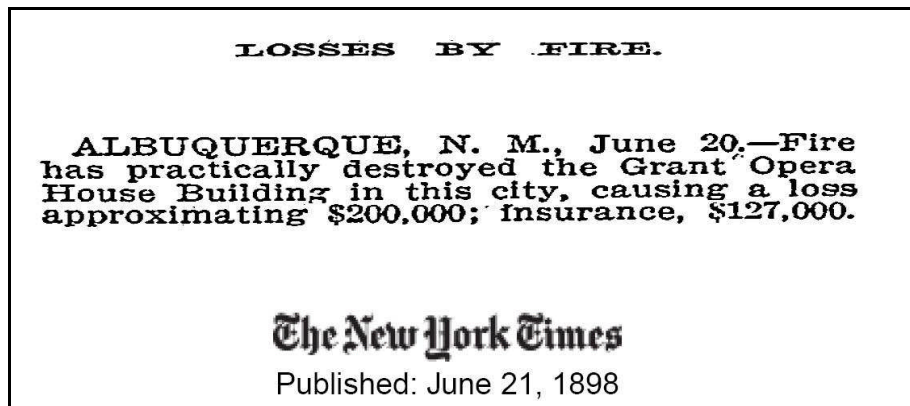 LOSSES BY FIRE.
ALBUQUERQUE, N. M., June 20.—Fire
has practically destroyed the Grant Opera
House Building in this city, causing a loss
approximating $200,000; insurance, $127,000.
The New York Times
Published: June 21, 1898